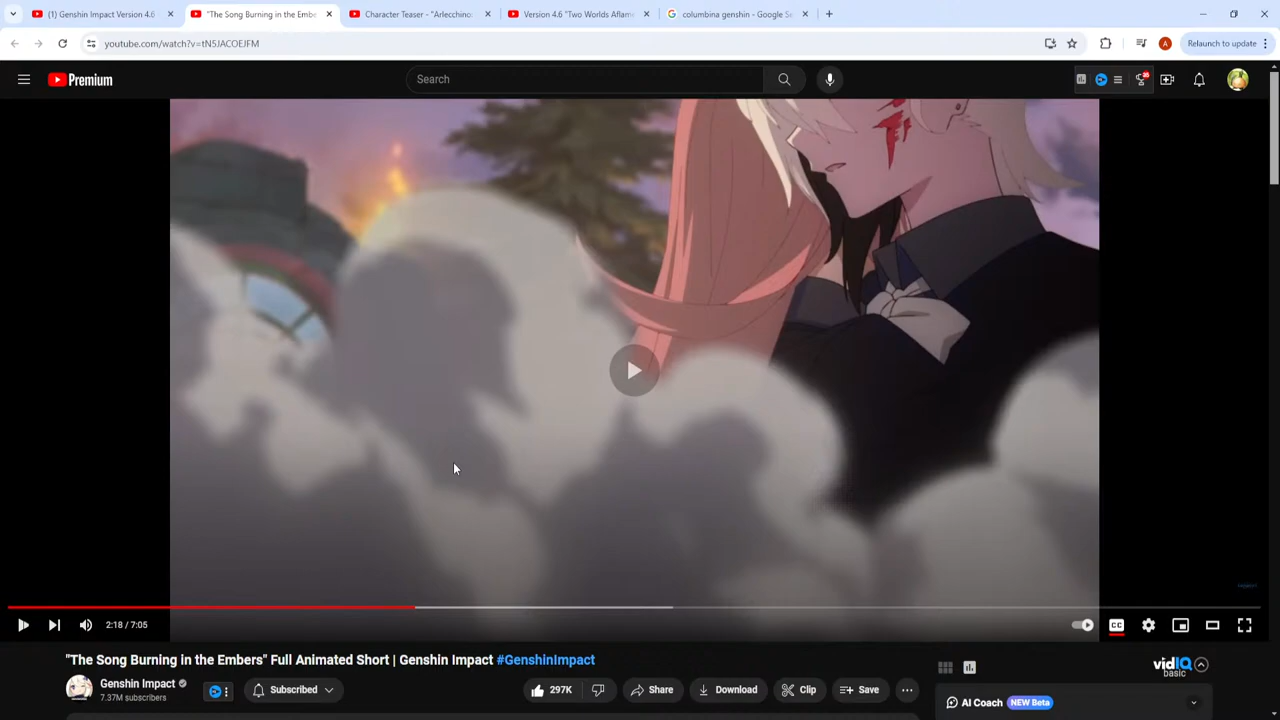 (1) Genshin Impact Version 4.6
"The Song Burning in the Embe
Character Teaser - "Arlecchino:
Version 4.6 "Two Worlds Aflame
columbina genshin - Google Se
youtube.com/watch?v=tN5JACOEJFM
A
Relaunch to update
Premium
Search
2:18 / 7:05
CC
"The Song Burning in the Embers" Full Animated Short | Genshin Impact #GenshinImpact
Genshin Impact
7.37M subscribers
Subscribed
297K
Share
Download
Clip
Save
vidIQ
basic
AI Coach NEW Beta